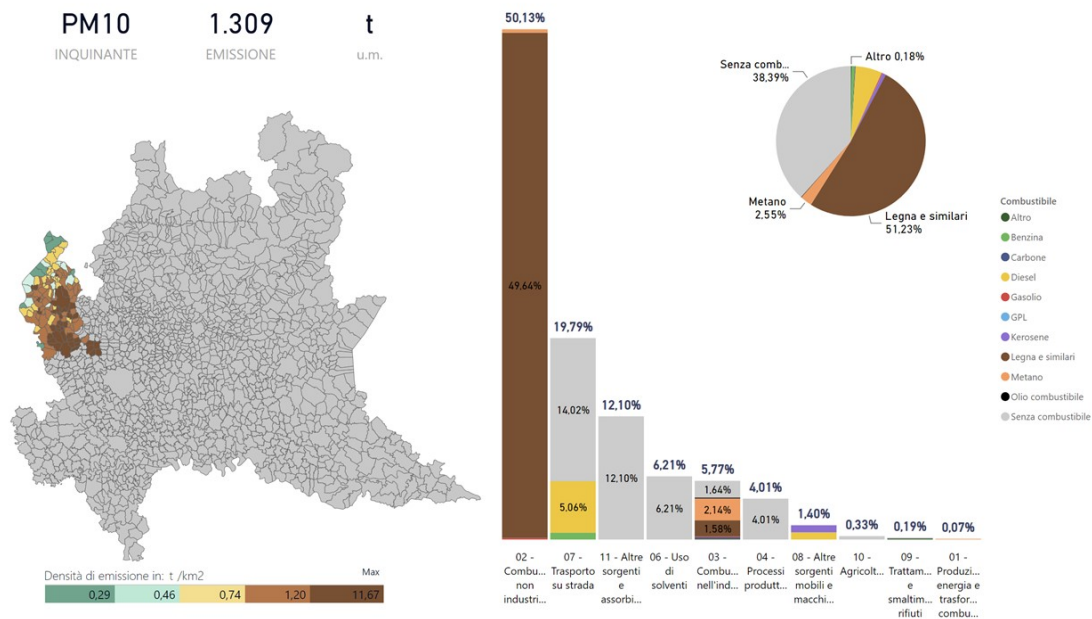 PM10
1.309
t
INQUINANTE
EMISSIONE
u.m.
50,13%
49,64%
19,79%
14,02%
5,06%
12,10%
12,10%
6,21%
6,21%
5,77%
1,64%
2,14%
1,58%
4,01%
4,01%
1,40%
0,33%
0,19%
0,07%
02 -
Combu...
non
industri...
07 -
Trasporto
su strada
11 - Altre
sorgenti
e
assorbi...
06 - Uso
di
solventi
03 -
Combu...
nell'ind...
04 -
Processi
produtt...
08 - Altre
sorgenti
mobili e
macchi...
10 -
Agricolt...
09 -
Trattam...
e
smaltim...
rifiuti
01 -
Produzi...
energia e
trasfor...
combu...
Altro 0,18%
Senza comb...
38,39%
Metano
2,55%
Legna e similari
51,23%
Combustibile
Altro
Benzina
Carbone
Diesel
Gasolio
GPL
Kerosene
Legna e similari
Metano
Olio combustibile
Senza combustibile
Densità di emissione in: t /km2
Max
0,29
0,46
0,74
1,20
11,67